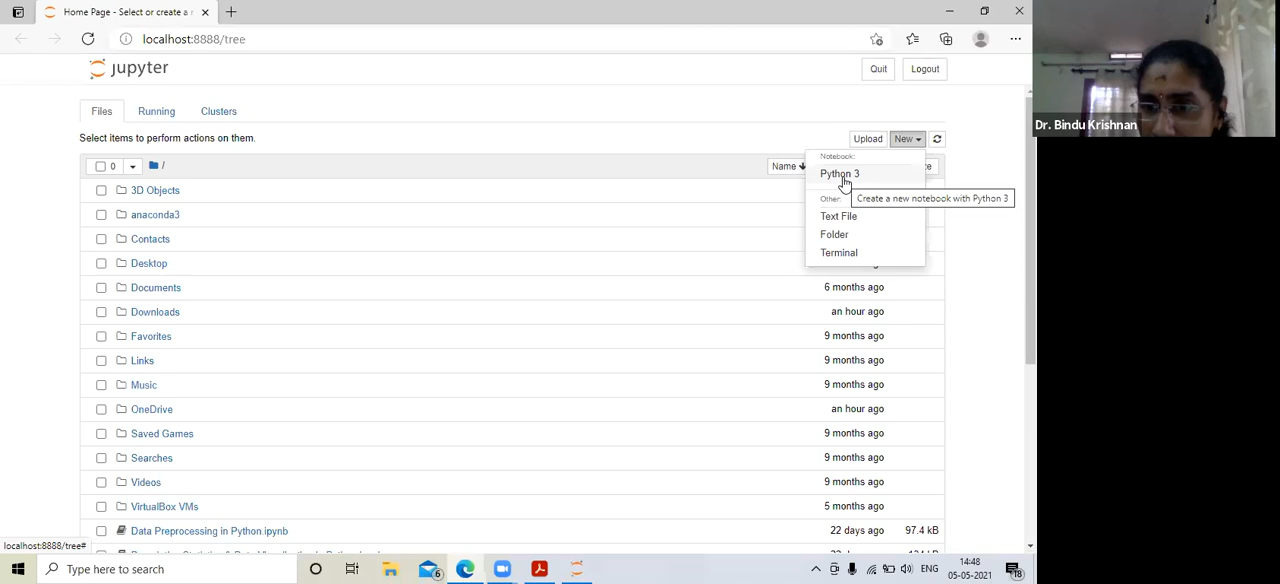 Home Page - Select or create a n
localhost:8888/tree
jupyter
Quit
Logout
Files
Running
Clusters
Select items to perform actions on them.
Upload
New
0
/
Name
Notebook:
Python 3
Create a new notebook with Python 3
Other:
Text File
Folder
Terminal
3D Objects
anaconda3
Contacts
Desktop
Documents
6 months ago
Downloads
an hour ago
Favorites
9 months ago
Links
9 months ago
Music
9 months ago
OneDrive
an hour ago
Saved Games
9 months ago
Searches
9 months ago
Videos
9 months ago
VirtualBox VMs
5 months ago
Data Preprocessing in Python.ipynb
22 days ago
97.4 kB
localhost:8888/tree#
Type here to search
6
ENG
14:48
05-05-2021
18
Dr. Bindu Krishnan